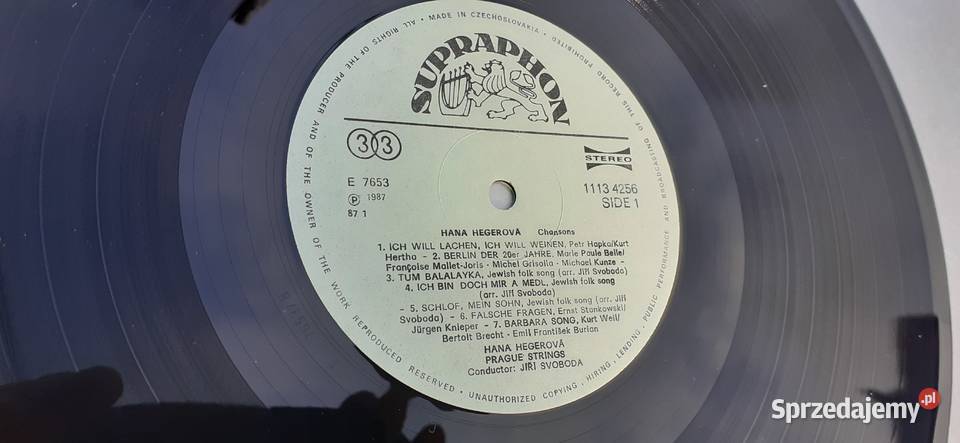 • MADE IN CZECHOSLOVAKIA • UNAUTHORIZED COPYING, HIRING, LENDING, PUBLIC PERFORMANCE AND BROADCASTING OF THIS RECORD PROHIBITED
ALL RIGHTS OF THE PRODUCER AND OF THE OWNER OF THE WORK REPRODUCED RESERVED •
SUPRAPHON
33
STEREO
E 7653
℗ 1987
87 1
1113 4256
SIDE 1
HANA HEGEROVÁ Chansons
1. ICH WILL LACHEN, ICH WILL WEINEN, Petr Hapka/Kurt
Hertha - 2. BERLIN DER 20er JAHRE, Marie Paule Belle/
Françoise Mallet-Joris - Michel Grisolia - Michael Kunze -
3. TUM BALALAYKA, Jewish folk song (arr. Jiří Svoboda)
4. ICH BIN DOCH MIR A MEDL, Jewish folk song
(arr. Jiří Svoboda)
- 5. SCHLOF, MEIN SOHN, Jewish folk song (arr. Jiří
Svoboda) - 6. FALSCHE FRAGEN, Ernst Stankowski/
Jürgen Knieper - 7. BARBARA SONG, Kurt Weil/
Bertolt Brecht - Emil František Burian
HANA HEGEROVÁ
PRAGUE STRINGS
Conductor: JIŘÍ SVOBODA
Sprzedajemy.pl